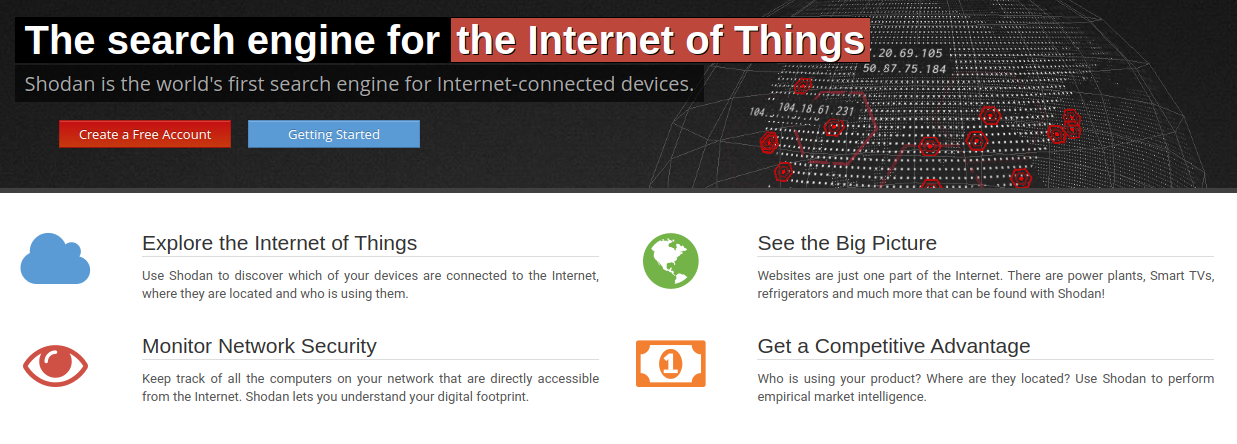 The search engine for the Internet of Things
Shodan is the world's first search engine for Internet-connected devices.
Create a Free Account
Getting Started
.20.69.105
50.87.75.184
104.
104.18.61.231
Explore the Internet of Things
Use Shodan to discover which of your devices are connected to the Internet,
where they are located and who is using them.
See the Big Picture
Websites are just one part of the Internet. There are power plants, Smart TVs,
refrigerators and much more that can be found with Shodan!
Monitor Network Security
Keep track of all the computers on your network that are directly accessible
from the Internet. Shodan lets you understand your digital footprint.
1
Get a Competitive Advantage
Who is using your product? Where are they located? Use Shodan to perform
empirical market intelligence.